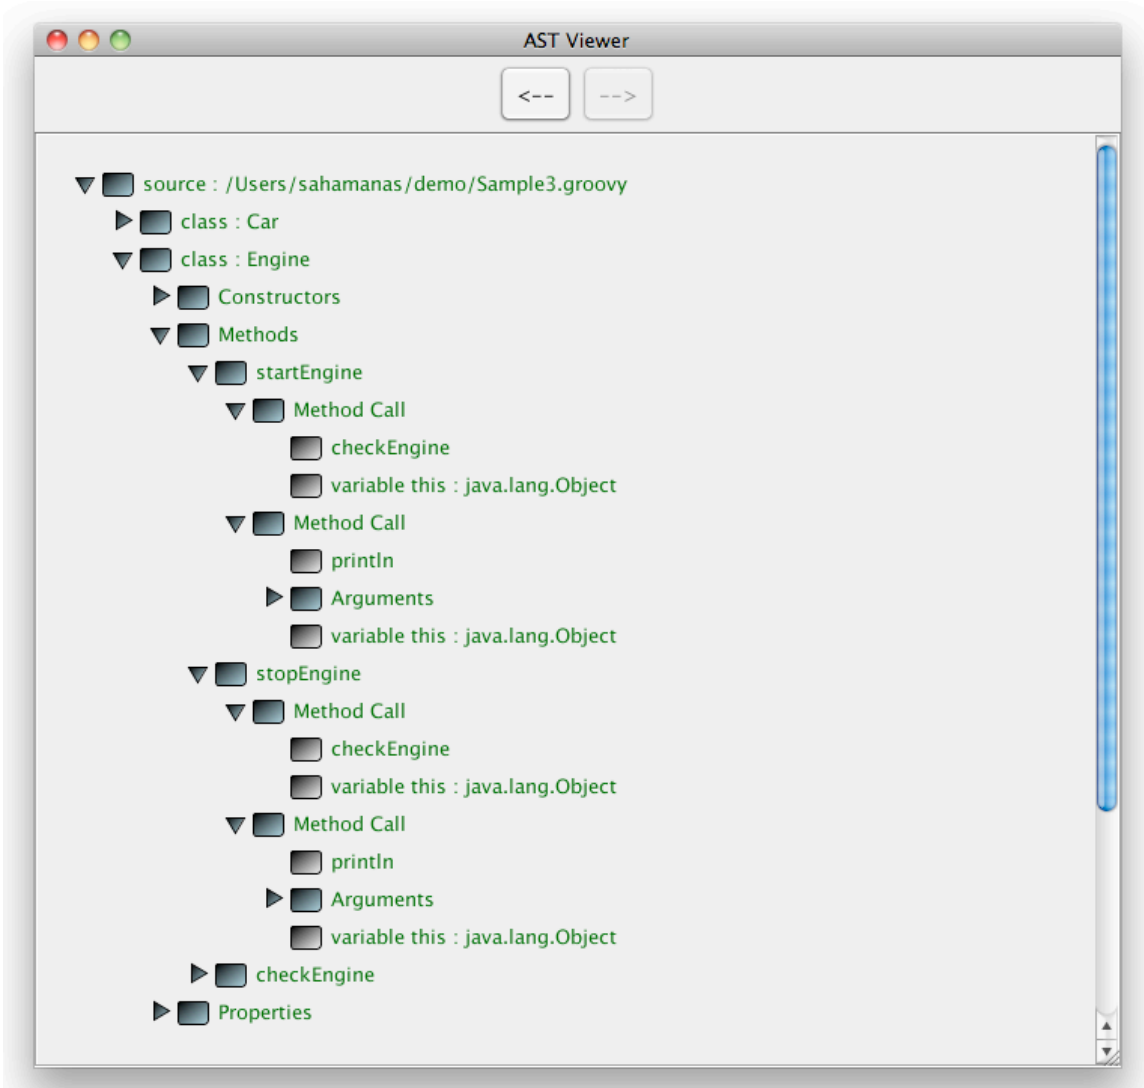 AST Viewer
<-- -->
source : /Users/sahamanas/demo/Sample3.groovy
class : Car
class : Engine
Constructors
Methods
startEngine
Method Call
checkEngine
variable this : java.lang.Object
Method Call
println
Arguments
variable this : java.lang.Object
stopEngine
Method Call
checkEngine
variable this : java.lang.Object
Method Call
println
Arguments
variable this : java.lang.Object
checkEngine
Properties